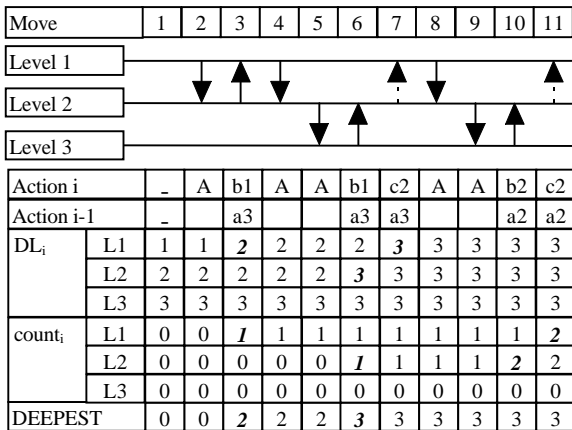 Move 1 2 3 4 5 6 7 8 9 10 11
Level 1
Level 2
Level 3
Action i - A b1 A A b1 c2 A A b2 c2
Action i-1 - a3 a3 a3 a2 a2
DLi L1 1 1 2 2 2 2 3 3 3 3 3
L2 2 2 2 2 2 3 3 3 3 3 3
L3 3 3 3 3 3 3 3 3 3 3 3
counti L1 0 0 1 1 1 1 1 1 1 1 2
L2 0 0 0 0 0 1 1 1 1 2 2
L3 0 0 0 0 0 0 0 0 0 0 0
DEEPEST 0 0 2 2 2 3 3 3 3 3 3